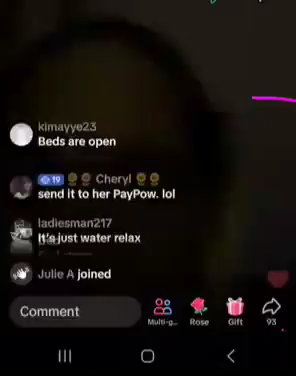 kimayye23
Beds are open
19 Cheryl
send it to her PayPow. lol
ladiesman217
It's just water relax
Julie A joined
Comment
Multi-g...
Rose
Gift
93